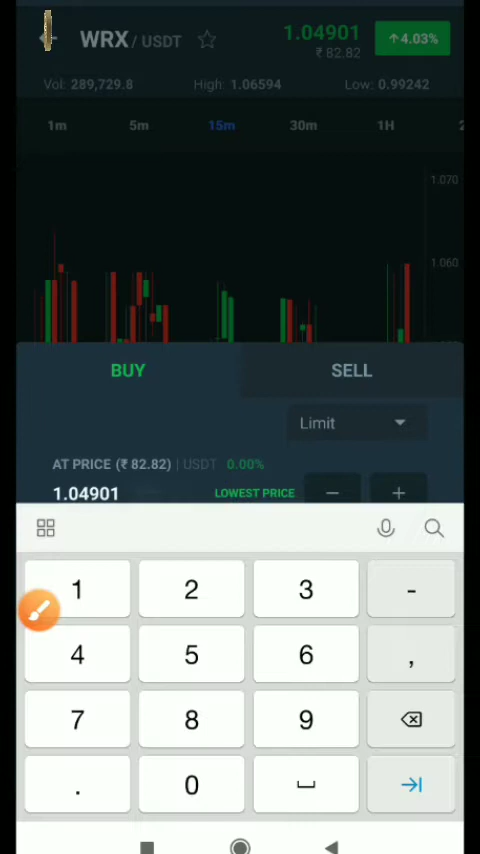 WRX / USDT
1.04901
₹ 82.82
↑4.03%
Vol: 289,729.8 High: 1.06594 Low: 0.99242
1m 5m 15m 30m 1H
1.070
1.060
BUY SELL
Limit
AT PRICE (₹ 82.82) | USDT 0.00%
1.04901 LOWEST PRICE − +
1 2 3 -
4 5 6 ,
7 8 9
. 0